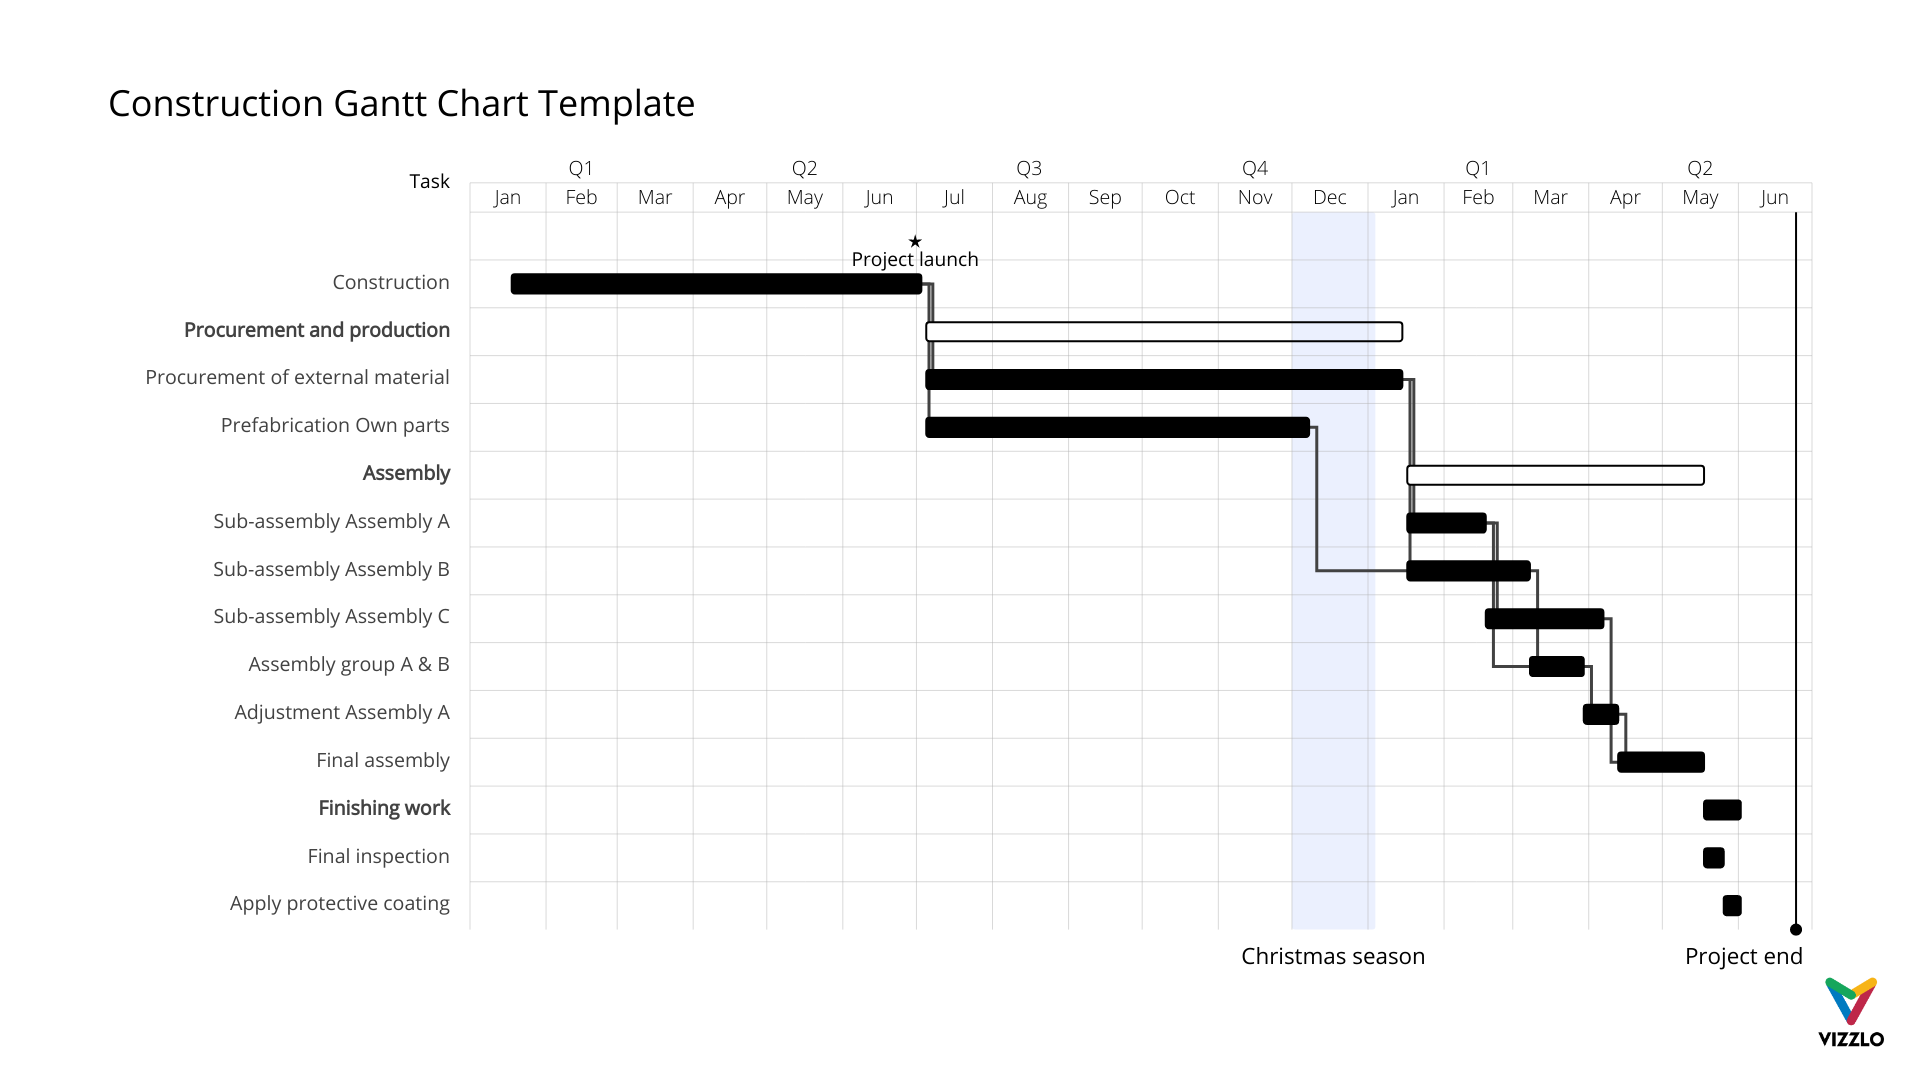 Construction Gantt Chart Template
Q1 Q2 Q3 Q4 Q1 Q2
Task
Jan Feb Mar Apr May Jun Jul Aug Sep Oct Nov Dec Jan Feb Mar Apr May Jun
★
Project launch
Construction
Procurement and production
Procurement of external material
Prefabrication Own parts
Assembly
Sub-assembly Assembly A
Sub-assembly Assembly B
Sub-assembly Assembly C
Assembly group A & B
Adjustment Assembly A
Final assembly
Finishing work
Final inspection
Apply protective coating
Christmas season Project end
VIZZLO